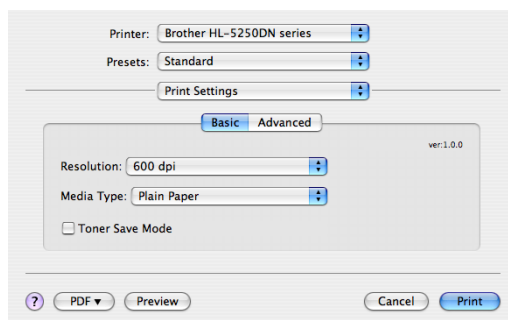 Printer: Brother HL-5250DN series
Presets: Standard
Print Settings
Basic Advanced
ver:1.0.0
Resolution: 600 dpi
Media Type: Plain Paper
Toner Save Mode
? PDF▼ Preview Cancel Print